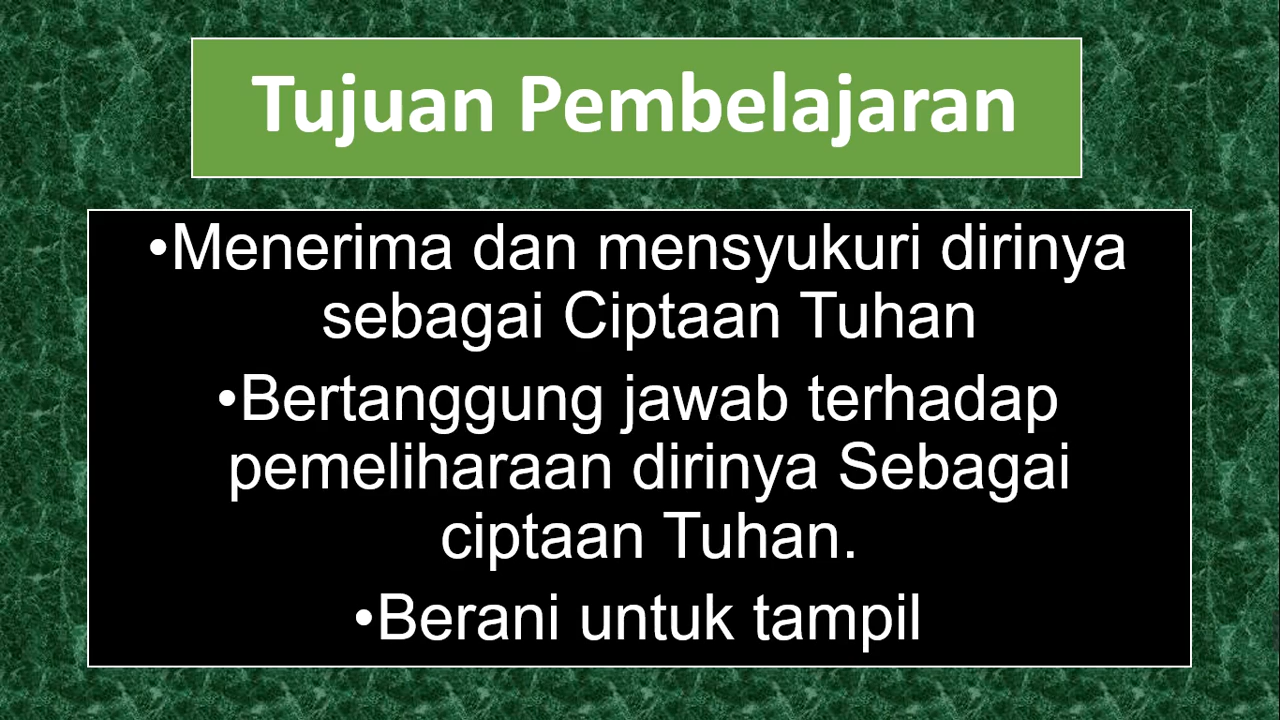 Tujuan Pembelajaran
•Menerima dan mensyukuri dirinya
sebagai Ciptaan Tuhan
•Bertanggung jawab terhadap
pemeliharaan dirinya Sebagai
ciptaan Tuhan.
•Berani untuk tampil